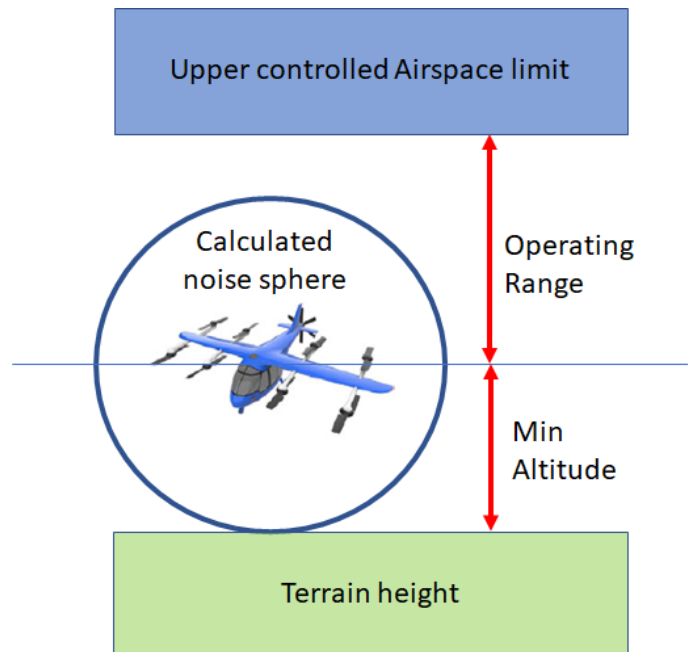 Upper controlled Airspace limit
Calculated
noise sphere
Operating
Range
Min
Altitude
Terrain height